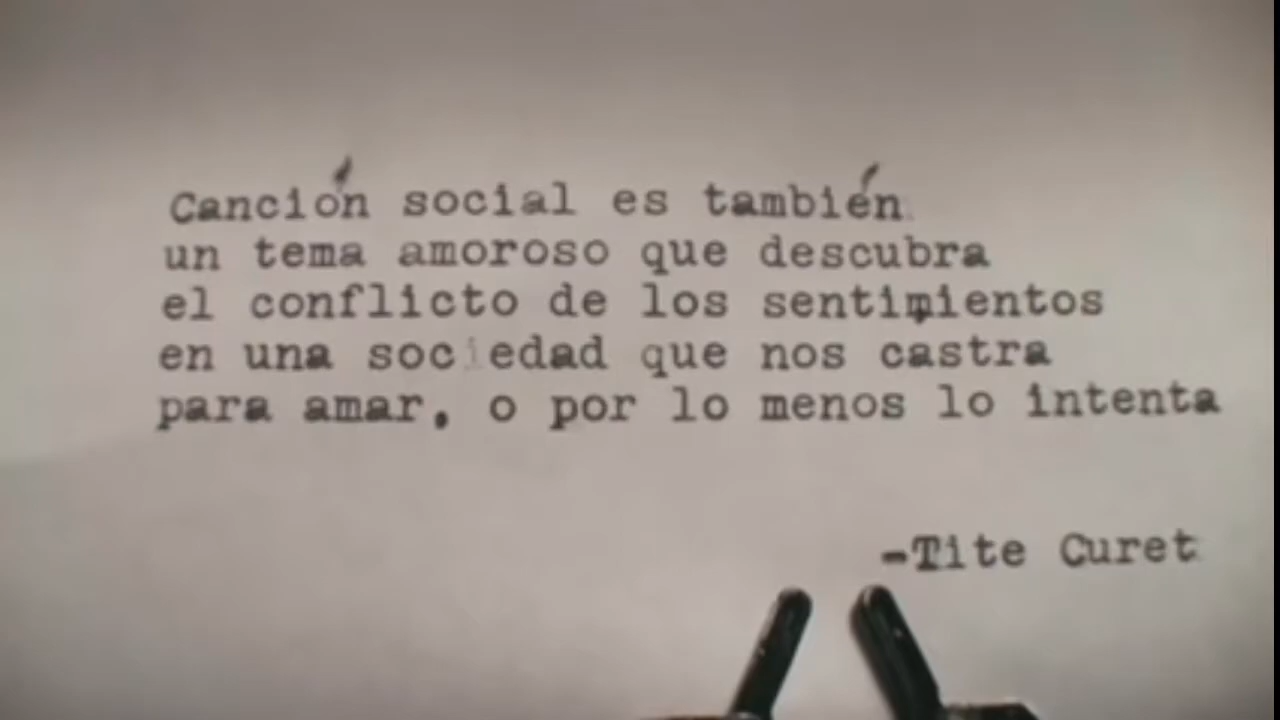 Canción social es también
un tema amoroso que descubra
el conflicto de los sentimientos
en una sociedad que nos castra
para amar, o por lo menos lo intenta
-Tite Curet